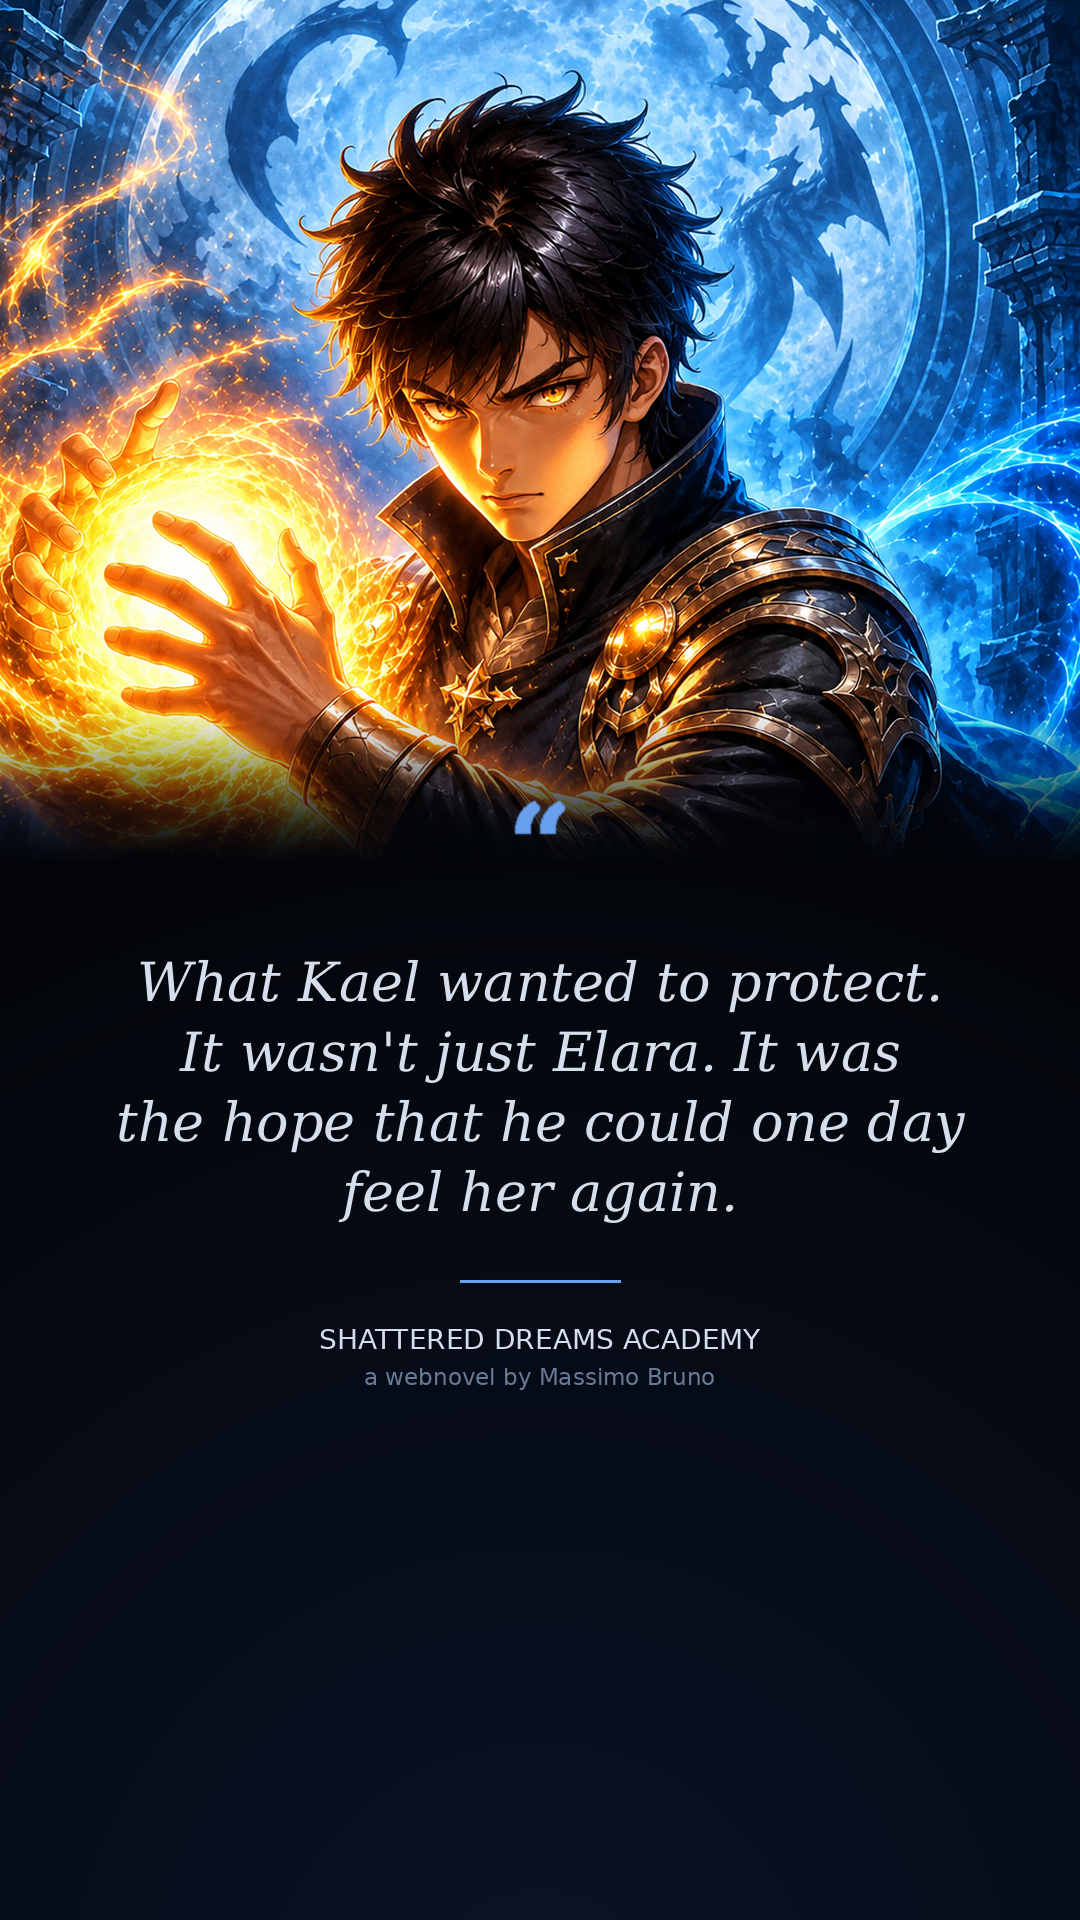 “
What Kael wanted to protect.
It wasn't just Elara. It was
the hope that he could one day
feel her again.
SHATTERED DREAMS ACADEMY
a webnovel by Massimo Bruno